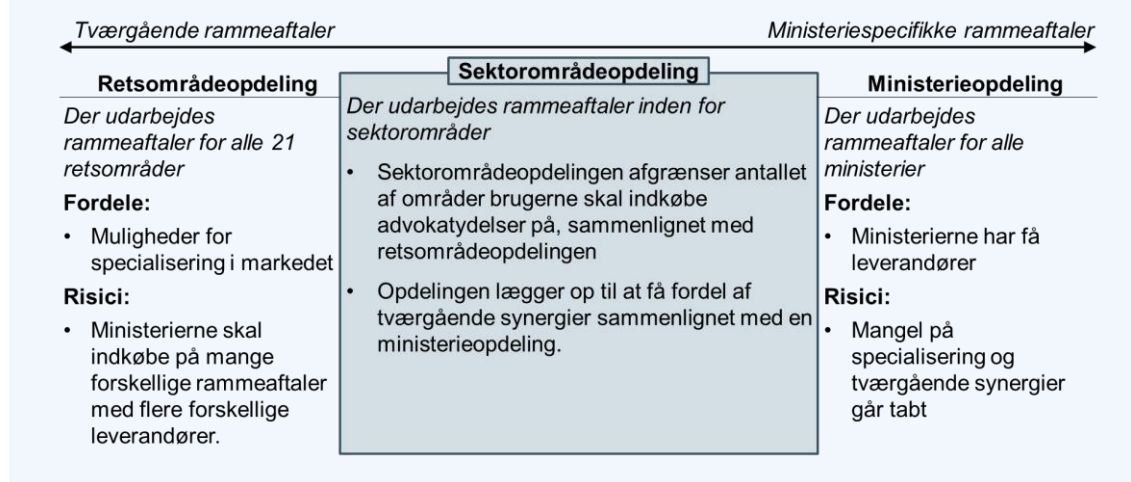 Tværgående rammeaftaler
Ministeriespecifikke rammeaftaler
Retsområdeopdeling
Der udarbejdes
rammeaftaler for alle 21
retsområder
Fordele:
• Muligheder for
specialisering i markedet
Risici:
• Ministerierne skal
indkøbe på mange
forskellige rammeaftaler
med flere forskellige
leverandører.
Sektorområdeopdeling
Der udarbejdes rammeaftaler inden for
sektorområder
• Sektorområdeopdelingen afgrænser antallet
af områder brugerne skal indkøbe
advokatydelser på, sammenlignet med
retsområdeopdelingen
• Opdelingen lægger op til at få fordel af
tværgående synergier sammenlignet med en
ministerieopdeling.
Ministerieopdeling
Der udarbejdes
rammeaftaler for alle
ministerier
Fordele:
• Ministerierne har få
leverandører
Risici:
• Mangel på
specialisering og
tværgående synergier
går tabt